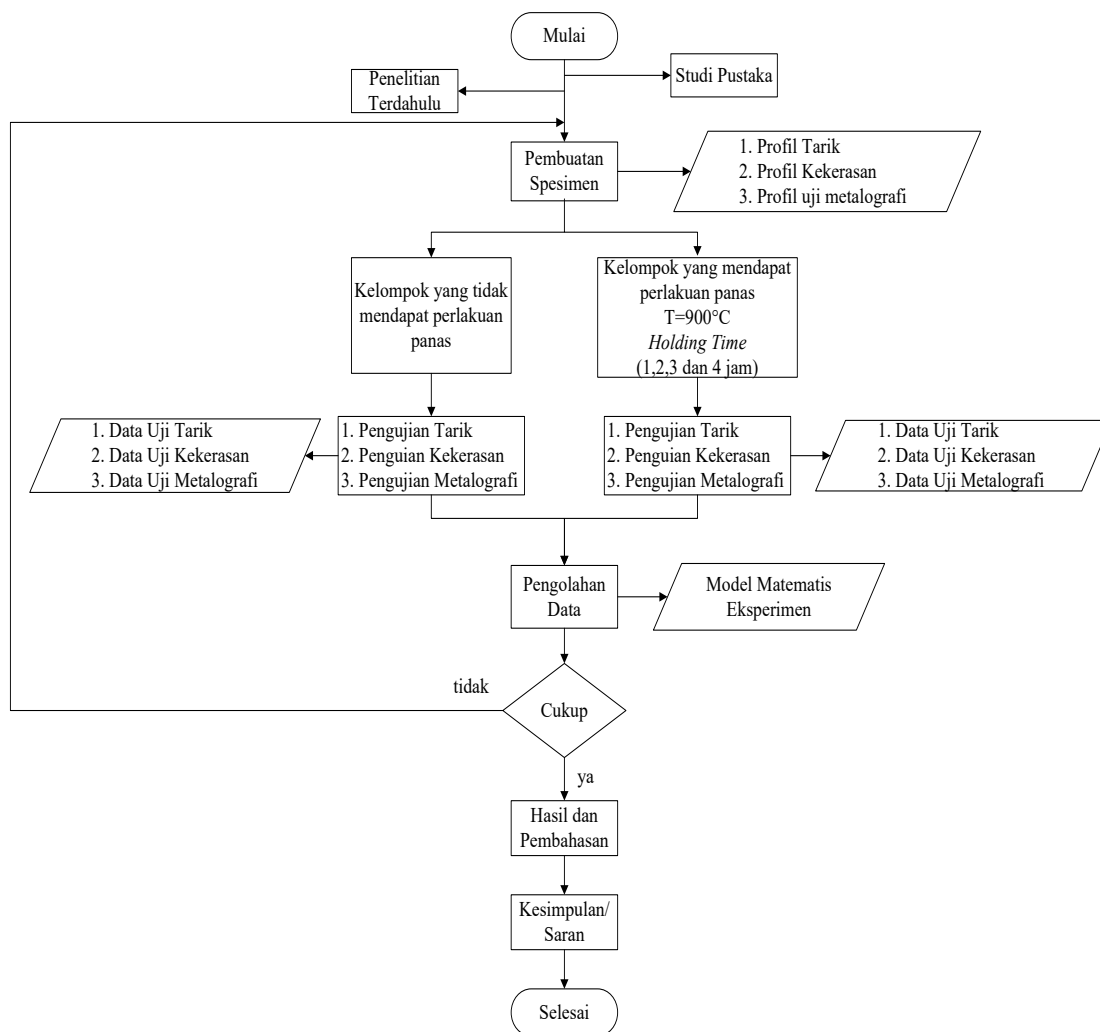 Mulai
Studi Pustaka
Penelitian
Terdahulu
Pembuatan
Spesimen
1. Profil Tarik
2. Profil Kekerasan
3. Profil uji metalografi
Kelompok yang tidak
mendapat perlakuan
panas
Kelompok yang mendapat
perlakuan panas
T=900°C
Holding Time
(1,2,3 dan 4 jam)
1. Data Uji Tarik
2. Data Uji Kekerasan
3. Data Uji Metalografi
1. Pengujian Tarik
2. Penguian Kekerasan
3. Pengujian Metalografi
1. Pengujian Tarik
2. Penguian Kekerasan
3. Pengujian Metalografi
1. Data Uji Tarik
2. Data Uji Kekerasan
3. Data Uji Metalografi
Pengolahan
Data
Model Matematis
Eksperimen
tidak
Cukup
ya
Hasil dan
Pembahasan
Kesimpulan/
Saran
Selesai